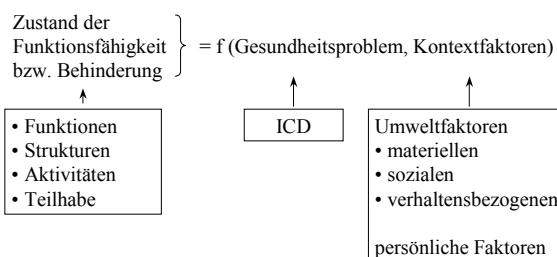 Zustand der
Funktionsfähigkeit
bzw. Behinderung
= f (Gesundheitsproblem, Kontextfaktoren)
• Funktionen
• Strukturen
• Aktivitäten
• Teilhabe
ICD
Umweltfaktoren
• materiellen
• sozialen
• verhaltensbezogenen
persönliche Faktoren